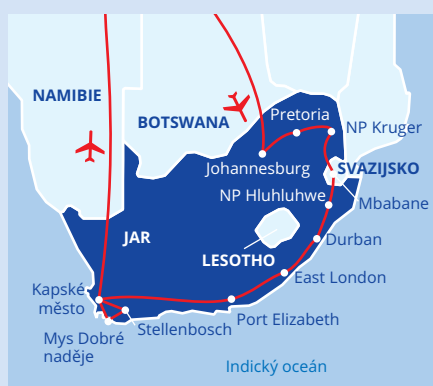 NAMIBIE
BOTSWANA
Pretoria
NP Kruger
Johannesburg
SVAZIJSKO
NP Hluhluwe
Mbabane
JAR
LESOTHO
Durban
East London
Kapské
město
Port Elizabeth
Stellenbosch
Mys Dobré
naděje
Indický oceán